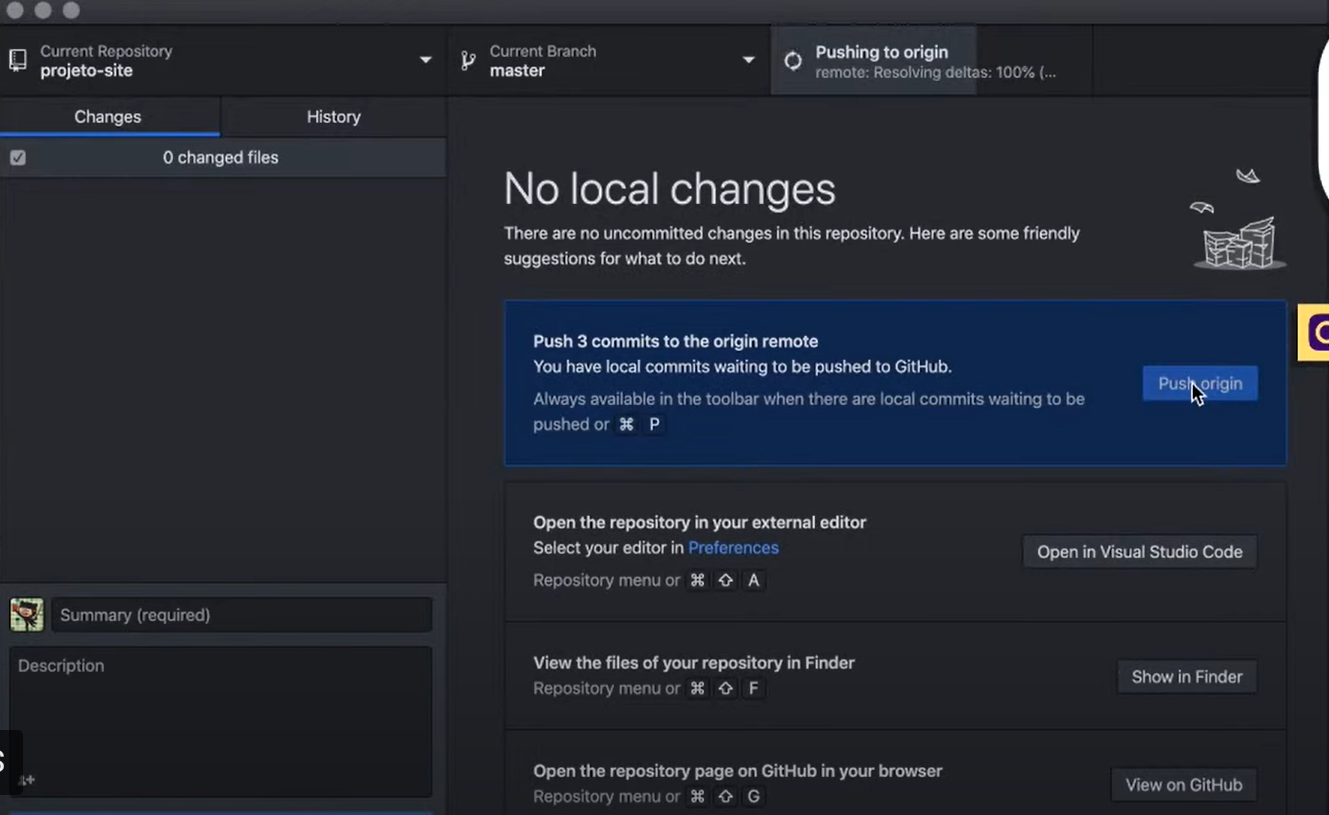 Current Repository
projeto-site
Current Branch
master
Pushing to origin
remote: Resolving deltas: 100% (...
Changes
History
0 changed files
No local changes
There are no uncommitted changes in this repository. Here are some friendly
suggestions for what to do next.
Push 3 commits to the origin remote
You have local commits waiting to be pushed to GitHub.
Always available in the toolbar when there are local commits waiting to be
pushed or ⌘ P
Push origin
Open the repository in your external editor
Select your editor in Preferences
Repository menu or ⌘ ⇧ A
Open in Visual Studio Code
View the files of your repository in Finder
Repository menu or ⌘ ⇧ F
Show in Finder
Open the repository page on GitHub in your browser
Repository menu or ⌘ ⇧ G
View on GitHub
Summary (required)
Description
s